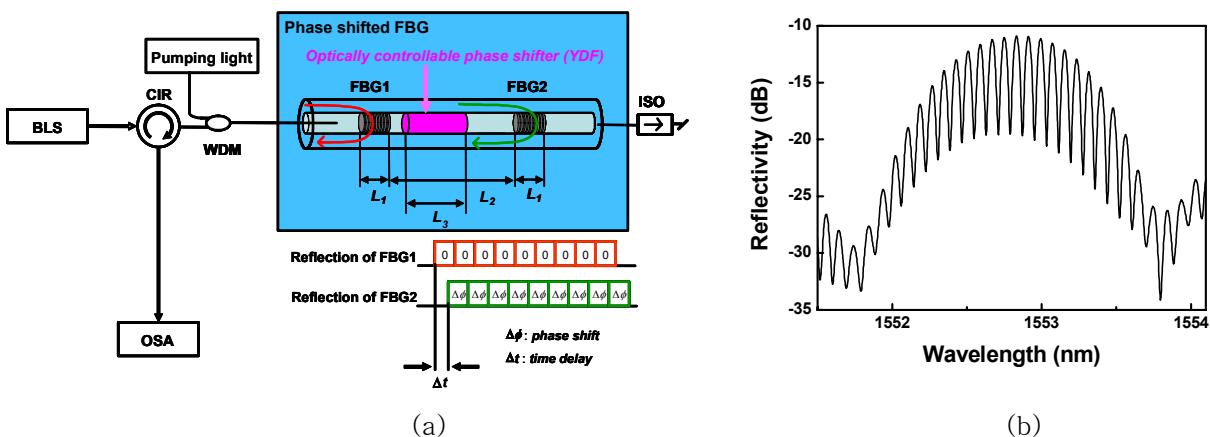 Phase shifted FBG
Optically controllable phase shifter (YDF)
Pumping light
CIR
FBG1
FBG2
ISO
BLS
WDM
L1
L2
L1
L3
OSA
Reflection of FBG1
0 0 0 0 0 0 0 0 0
Reflection of FBG2
Δϕ Δϕ Δϕ Δϕ Δϕ Δϕ Δϕ Δϕ Δϕ
Δϕ : phase shift
Δt : time delay
Δt
(a)
Reflectivity (dB)
-10
-15
-20
-25
-30
-35
1552 1553 1554
Wavelength (nm)
(b)